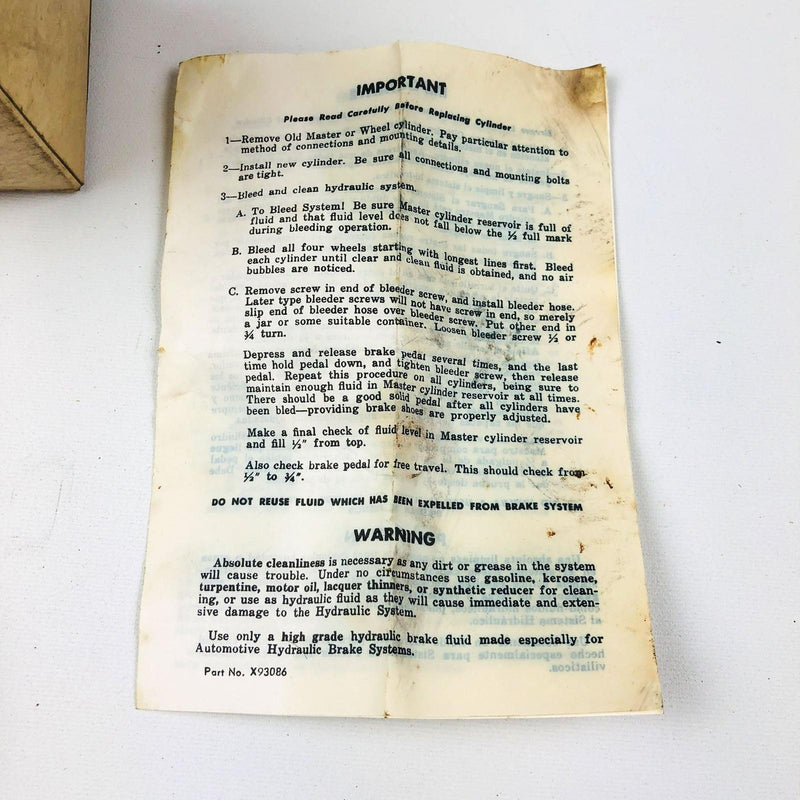 IMPORTANT
Please Read Carefully Before Replacing Cylinder
1—Remove Old Master or Wheel cylinder. Pay particular attention to
method of connections and mounting details.
2—Install new cylinder. Be sure all connections and mounting bolts
are tight.
3—Bleed and clean hydraulic system.
A. To Bleed System! Be sure Master cylinder reservoir is full of
fluid and that fluid level does not fall below the ½ full mark
during bleeding operation.
B. Bleed all four wheels starting with longest lines first. Bleed
each cylinder until clear and clean fluid is obtained, and no air
bubbles are noticed.
C. Remove screw in end of bleeder screw, and install bleeder hose.
Later type bleeder screws will not have screw in end, so merely
slip end of bleeder hose over bleeder screw. Put other end in
a jar or some suitable container. Loosen bleeder screw ½ or
¾ turn.
Depress and release brake pedal several times, and the last
time hold pedal down, and tighten bleeder screw, then release
pedal. Repeat this procedure on all cylinders, being sure to
maintain enough fluid in Master cylinder reservoir at all times.
There should be a good solid pedal after all cylinders have
been bled—providing brake shoes are properly adjusted.
Make a final check of fluid level in Master cylinder reservoir
and fill ½" from top.
Also check brake pedal for free travel. This should check from
½" to ¾".
DO NOT REUSE FLUID WHICH HAS BEEN EXPELLED FROM BRAKE SYSTEM
WARNING
Absolute cleanliness is necessary as any dirt or grease in the system
will cause trouble. Under no circumstances use gasoline, kerosene,
turpentine, motor oil, lacquer thinners, or synthetic reducer for clean-
ing, or use as hydraulic fluid as they will cause immediate and exten-
sive damage to the Hydraulic System.
Use only a high grade hydraulic brake fluid made especially for
Automotive Hydraulic Brake Systems.
Part No. X93086